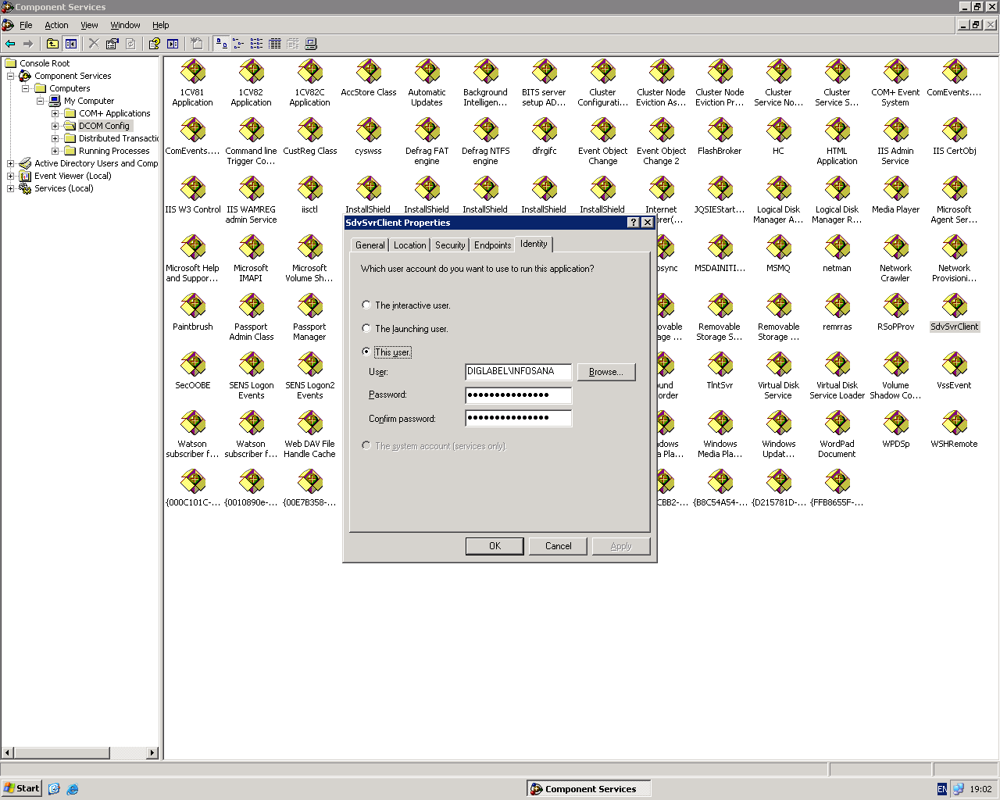 Component Services
File Action View Window Help
Console Root
Component Services
Computers
My Computer
COM+ Applications
DCOM Config
Distributed Transactic
Running Processes
Active Directory Users and Comp
Event Viewer (Local)
Services (Local)
1CV81 Application
1CV82 Application
1CV82C Application
AccStore Class
Automatic Updates
Background Intelligen...
BITS server setup AD...
Cluster Configurati...
Cluster Node Eviction As...
Cluster Node Eviction Pr...
Cluster Service No...
Cluster Service S...
COM+ Event System
ComEvents....
ComEvents....
Command line Trigger Co...
CustReg Class
cyswss
Defrag FAT engine
Defrag NTFS engine
dfrgifc
Event Object Change
Event Object Change 2
FlashBroker
HC
HTML Application
IIS Admin Service
IIS CertObj
IIS W3 Control
IIS WAMREG admin Service
iisctl
InstallShield
InstallShield
InstallShield
InstallShield
InstallShield
Internet
orer(...
JQSIEStart...
Logical Disk Manager A...
Logical Disk Manager R...
Media Player
Microsoft Agent Ser...
Microsoft Help and Suppor...
Microsoft IMAPI
Microsoft Volume Sh...
osync
MSDAINITI...
MSMQ
netman
Network Crawler
Network Provisioni...
Paintbrush
Passport Admin Class
Passport Manager
ovable
age ...
Removable Storage S...
Removable Storage ...
remrras
RSoPProv
SdvSvrClient
SecOOBE
SENS Logon Events
SENS Logon2 Events
ound
order
TlntSvr
Virtual Disk Service
Virtual Disk Service Loader
Volume Shadow Co...
VssEvent
Watson subscriber f...
Watson subscriber f...
Web DAV File Handle Cache
dows
a Pla...
Windows Media Pla...
Windows Updat...
WordPad Document
WPDSp
WSHRemote
{000C101C-...
{0010890e-...
{00E7B358-...
CBB2-...
{B8C54A54-...
{D215781D-...
{FFB8655F-...
SdvSvrClient Properties
General Location Security Endpoints Identity
Which user account do you want to use to run this application?
The interactive user.
The launching user.
This user.
User: DIGLABEL\INFOSANA Browse...
Password: ●●●●●●●●●●●●●●●
Confirm password: ●●●●●●●●●●●●●●●
The system account (services only).
OK Cancel Apply
Start Component Services EN 19:02